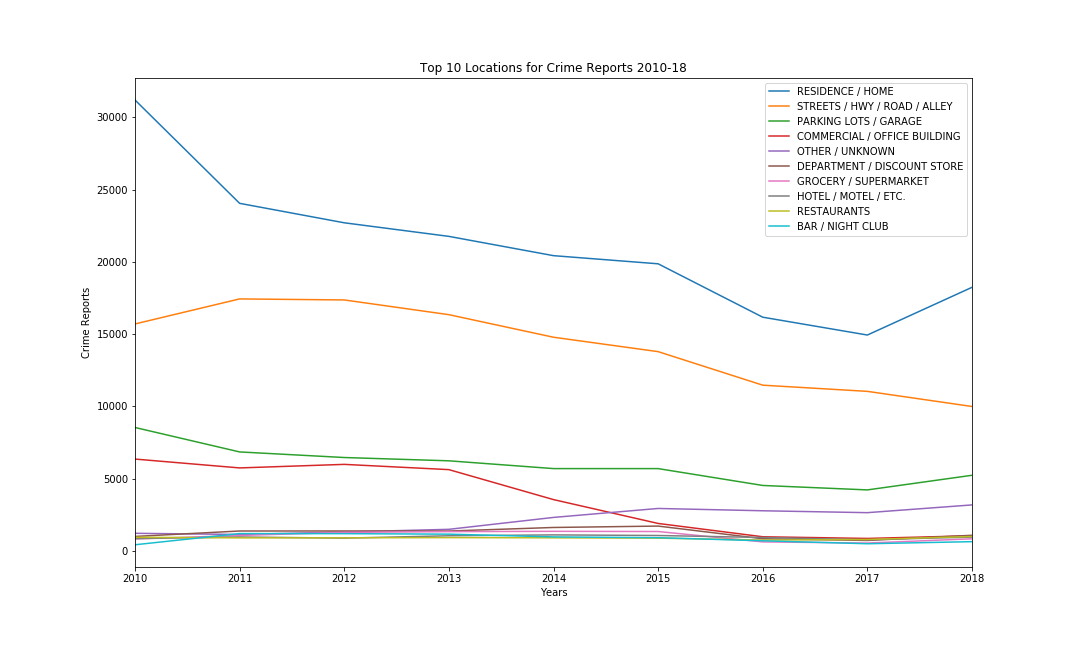 Top 10 Locations for Crime Reports 2010-18
RESIDENCE / HOME
STREETS / HWY / ROAD / ALLEY
PARKING LOTS / GARAGE
COMMERCIAL / OFFICE BUILDING
OTHER / UNKNOWN
DEPARTMENT / DISCOUNT STORE
GROCERY / SUPERMARKET
HOTEL / MOTEL / ETC.
RESTAURANTS
BAR / NIGHT CLUB
30000
25000
20000
15000
10000
5000
0
Crime Reports
2010 2011 2012 2013 2014 2015 2016 2017 2018
Years